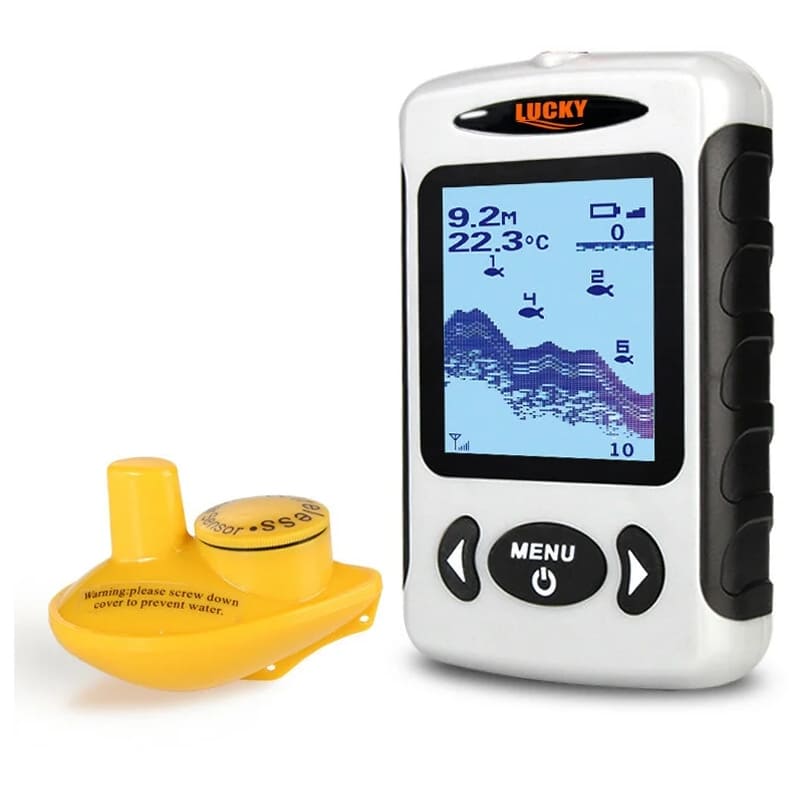 LUCKY
9.2M
22.3°C
0
1
2
4
6
10
MENU
Sensor •
Warning:please screw down
cover to prevent water.